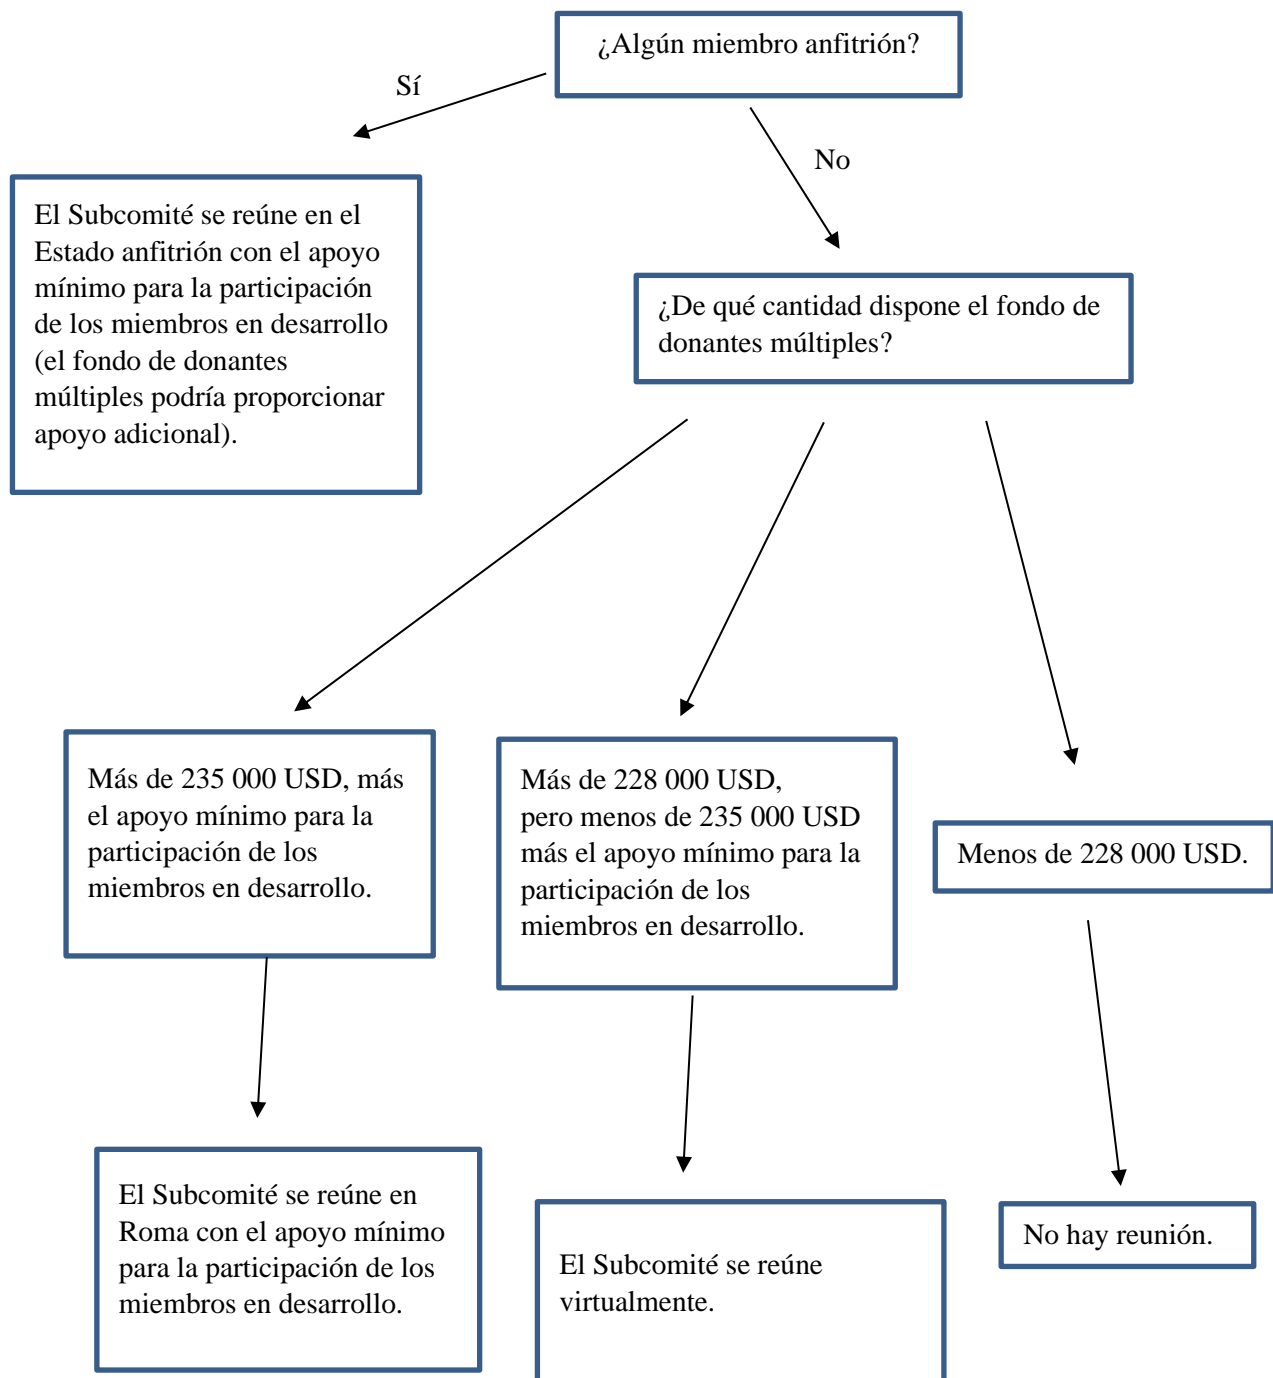 ¿Algún miembro anfitrión?
Sí
No
El Subcomité se reúne en el
Estado anfitrión con el apoyo
mínimo para la participación
de los miembros en desarrollo
(el fondo de donantes
múltiples podría proporcionar
apoyo adicional).
¿De qué cantidad dispone el fondo de
donantes múltiples?
Más de 235 000 USD, más
el apoyo mínimo para la
participación de los
miembros en desarrollo.
Más de 228 000 USD,
pero menos de 235 000 USD
más el apoyo mínimo para la
participación de los
miembros en desarrollo.
Menos de 228 000 USD.
El Subcomité se reúne en
Roma con el apoyo mínimo
para la participación de los
miembros en desarrollo.
El Subcomité se reúne
virtualmente.
No hay reunión.